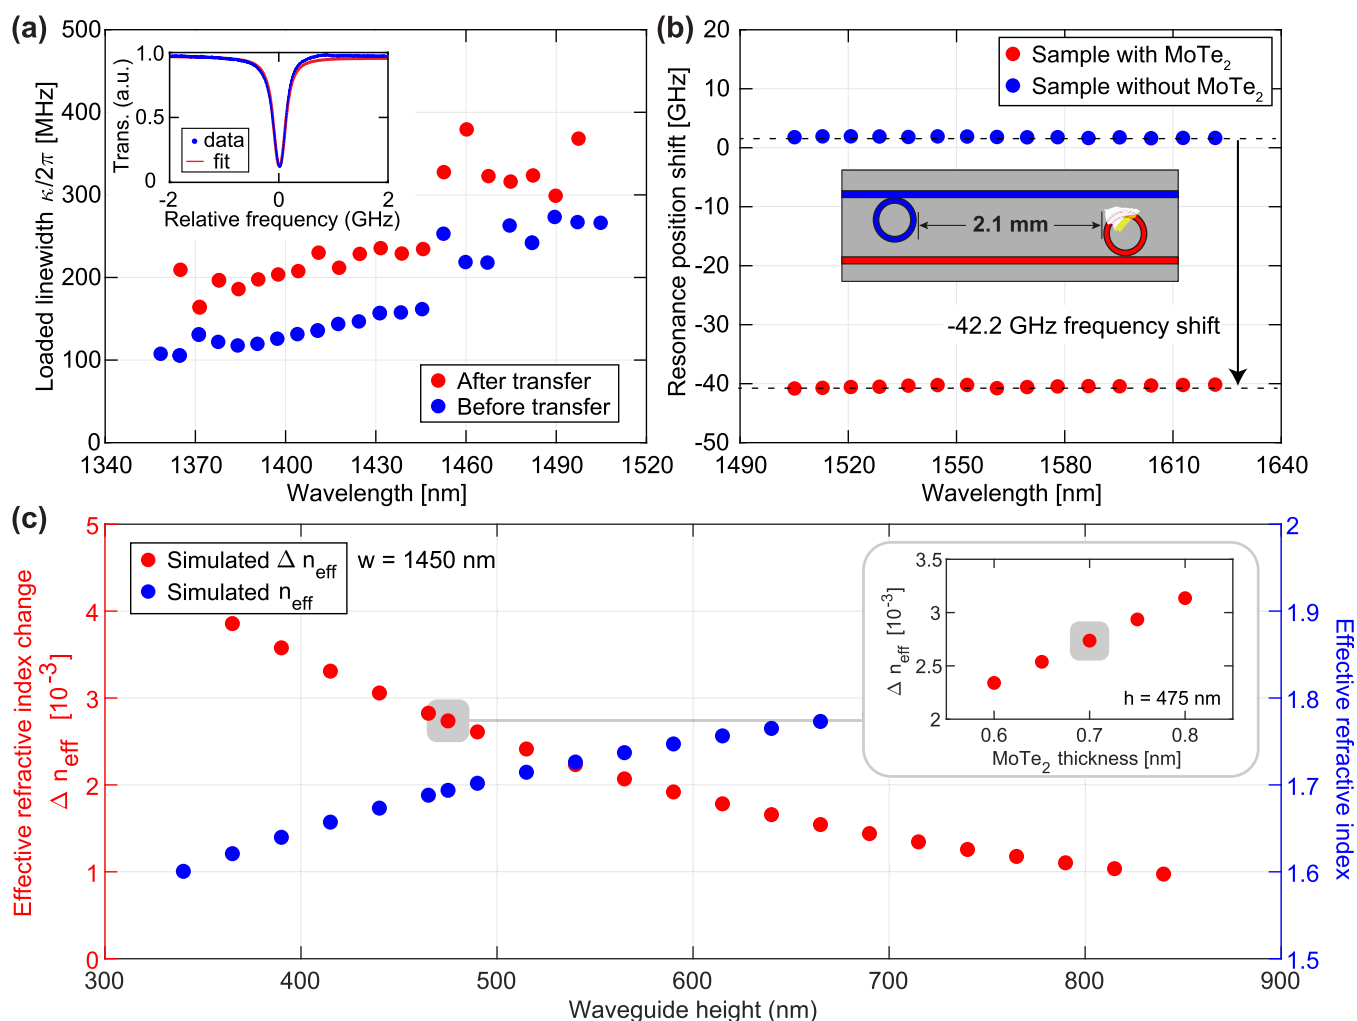 (a)
500
400
300
200
100
0
Loaded linewidth κ/2π [MHz]
1340
1370
1400
1430
1460
1490
1520
Wavelength [nm]
1.0
0.5
0
Trans. (a.u.)
-2
0
2
Relative frequency (GHz)
data
fit
After transfer
Before transfer
(b)
20
10
0
-10
-20
-30
-40
-50
Resonance position shift [GHz]
1490
1520
1550
1580
1610
1640
Wavelength [nm]
Sample with MoTe2
Sample without MoTe2
2.1 mm
-42.2 GHz frequency shift
(c)
5
4
3
2
1
0
Effective refractive index change
Δ neff [10-3]
300
400
500
600
700
800
900
Waveguide height (nm)
2
1.9
1.8
1.7
1.6
1.5
Effective refractive index
Simulated Δ neff
Simulated neff
w = 1450 nm
3.5
3
2.5
2
Δ neff [10-3]
0.6
0.7
0.8
MoTe2 thickness [nm]
h = 475 nm